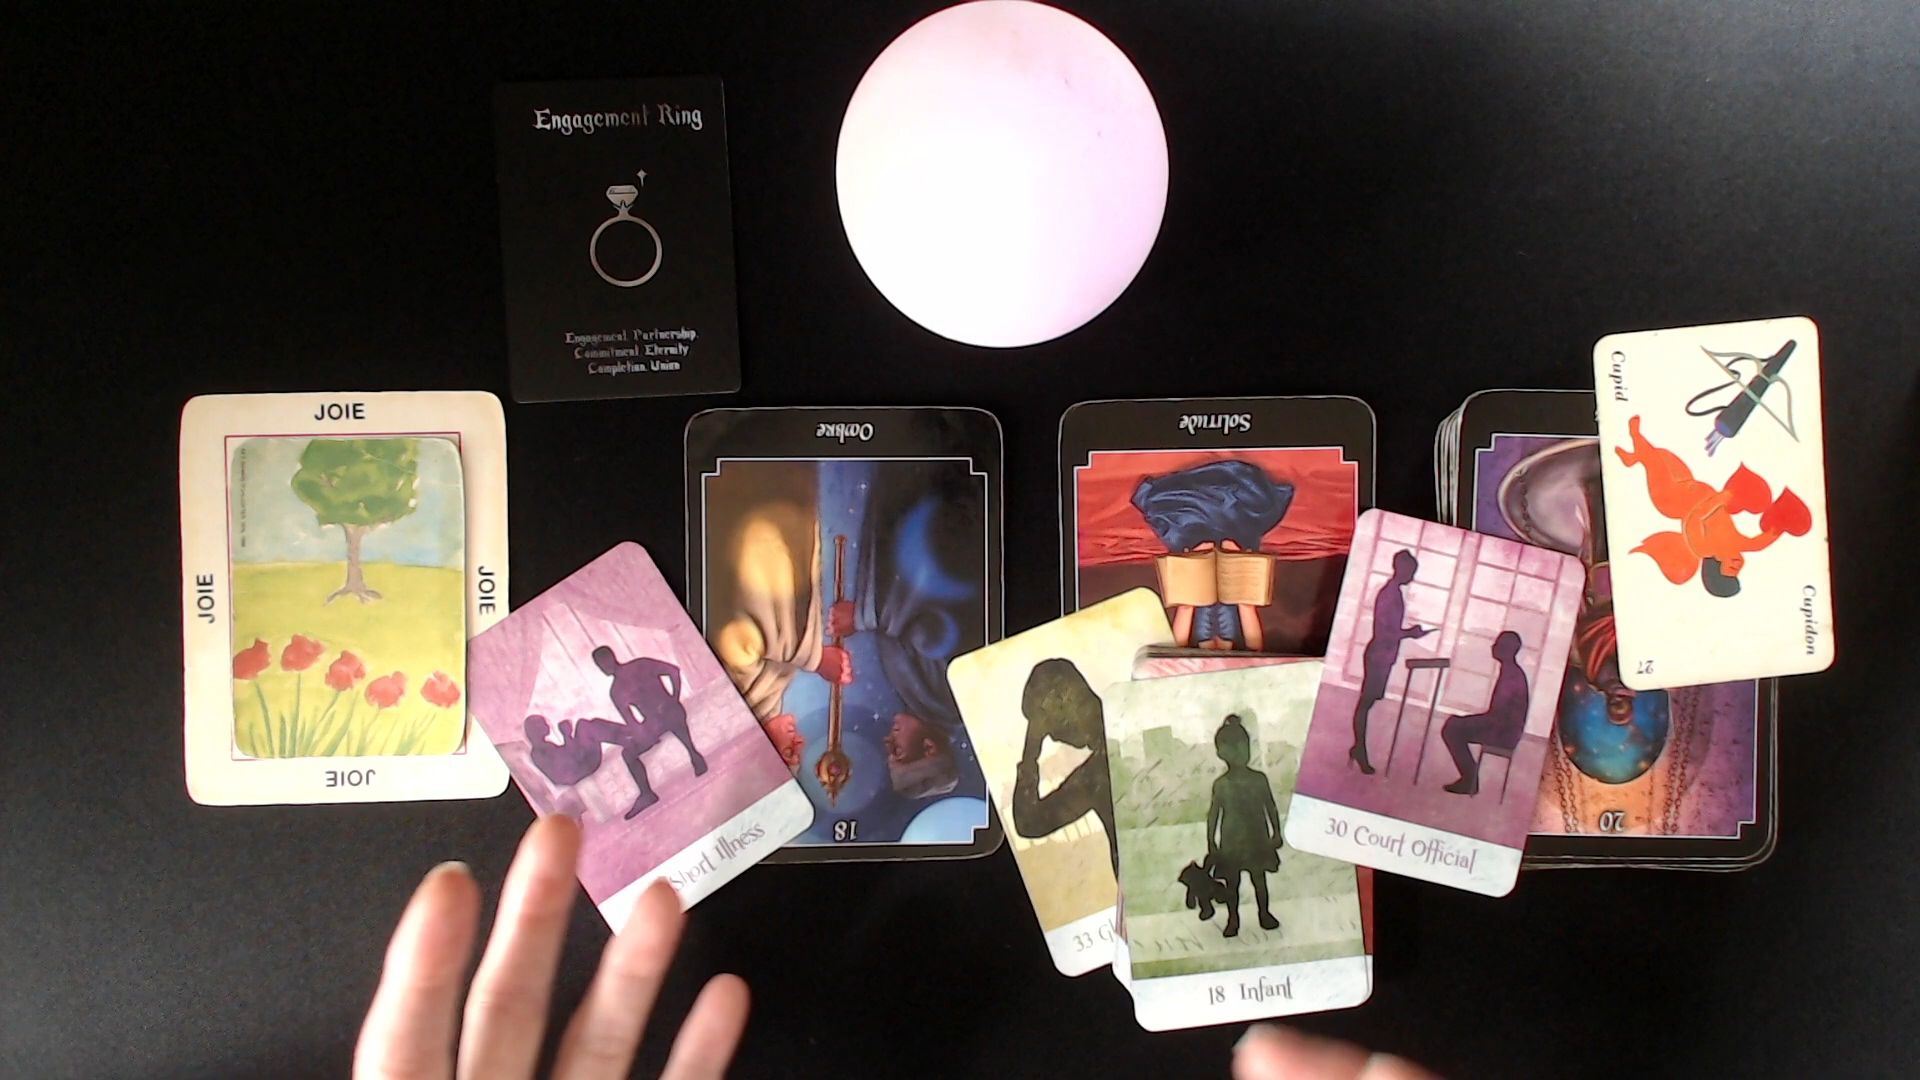 Engagement Ring
Engagement, Partnership,
Commitment, Eternity
Completion, Union
JOIE
JOIE
JOIE
JOIE
Ombre
18
Solitude
20
Cupid
Cupidon
27
Short Illness
33
18 Infant
30 Court Official